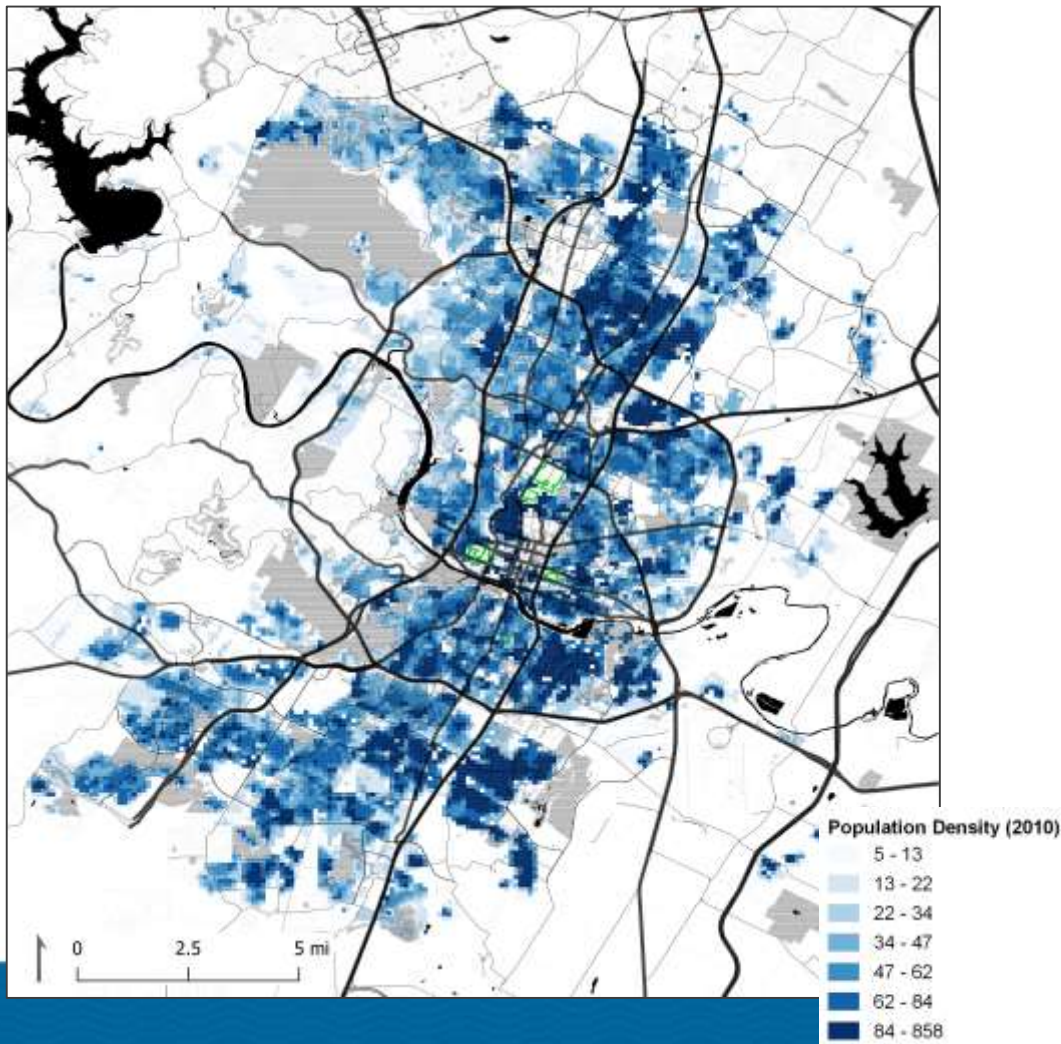 0 2.5 5 mi
Population Density (2010)
5 - 13
13 - 22
22 - 34
34 - 47
47 - 62
62 - 84
84 - 858